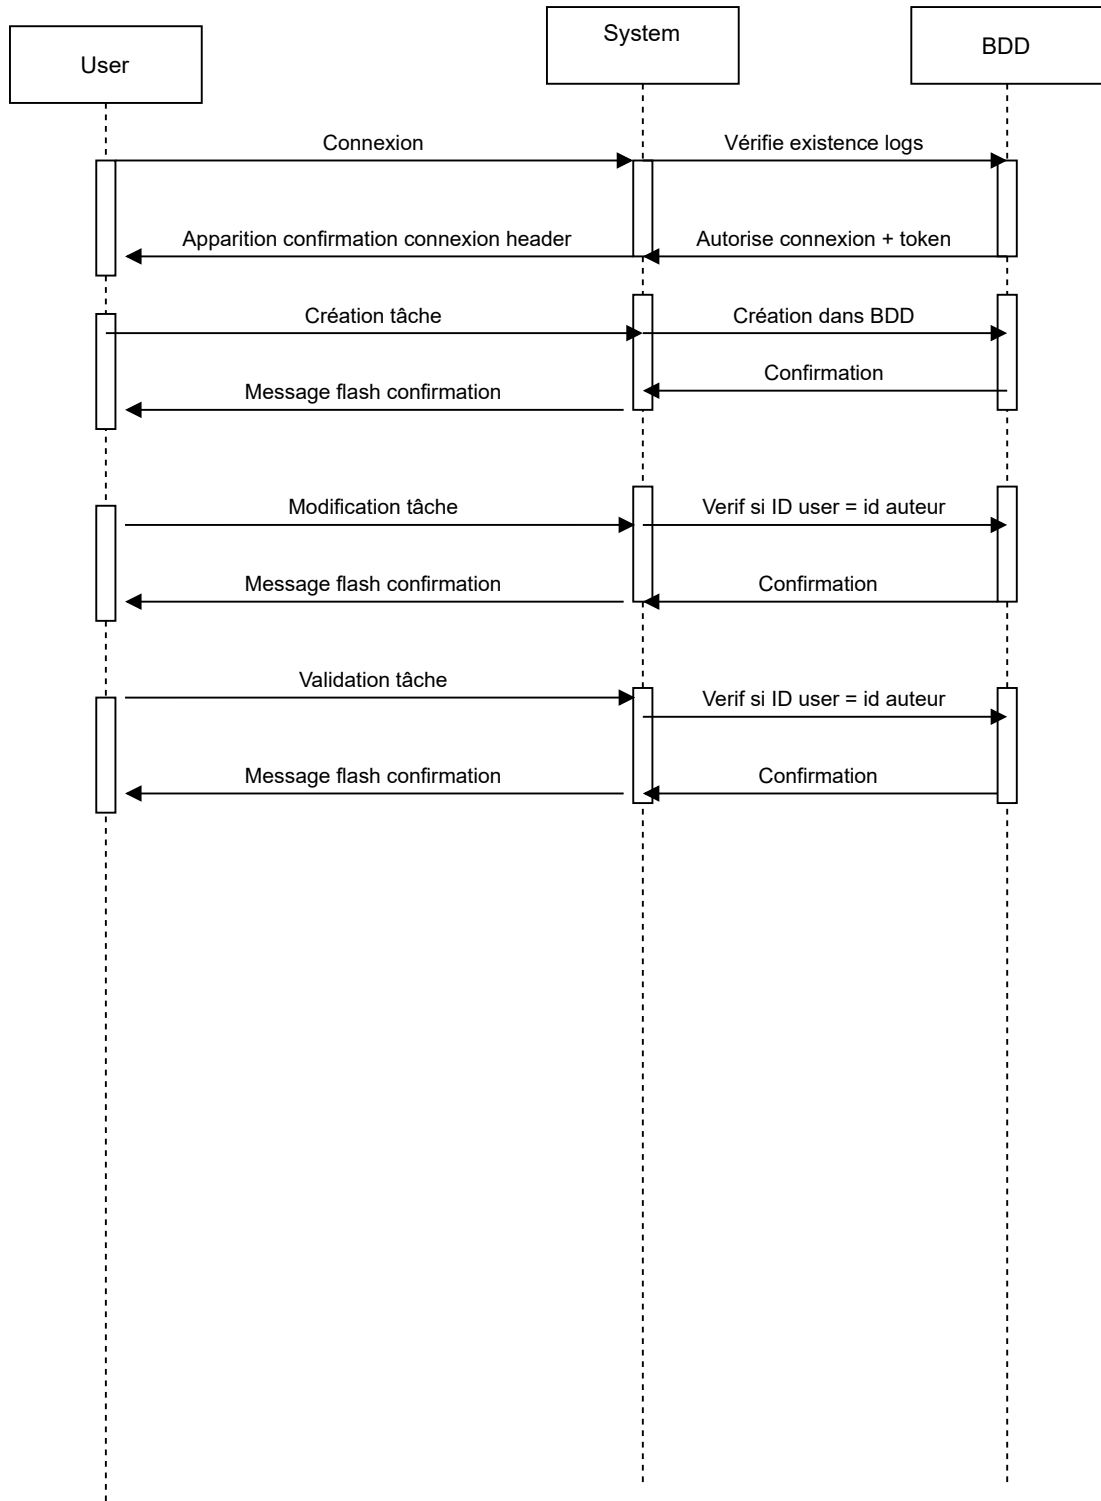 User
System
BDD
Connexion
Vérifie existence logs
Apparition confirmation connexion header
Autorise connexion + token
Création tâche
Création dans BDD
Confirmation
Message flash confirmation
Modification tâche
Verif si ID user = id auteur
Message flash confirmation
Confirmation
Validation tâche
Verif si ID user = id auteur
Message flash confirmation
Confirmation